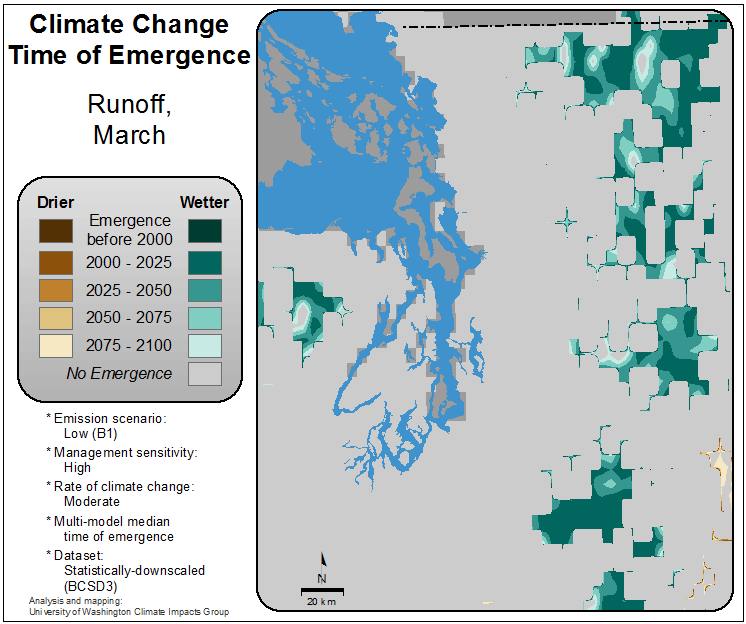 Climate Change
Time of Emergence
Runoff,
March
Drier Wetter
Emergence
before 2000
2000 - 2025
2025 - 2050
2050 - 2075
2075 - 2100
No Emergence
* Emission scenario:
Low (B1)
* Management sensitivity:
High
* Rate of climate change:
Moderate
* Multi-model median
time of emergence
* Dataset:
Statistically-downscaled
(BCSD3)
Analysis and mapping:
University of Washington Climate Impacts Group
N
20 km